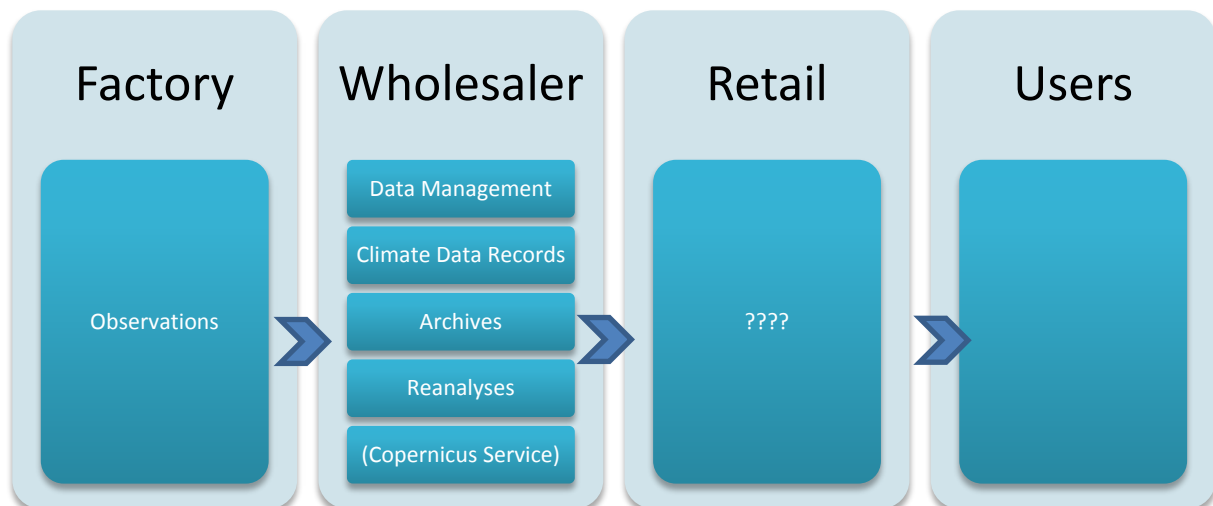 Factory
Observations
Wholesaler
Data Management
Climate Data Records
Archives
Reanalyses
(Copernicus Service)
Retail
????
Users